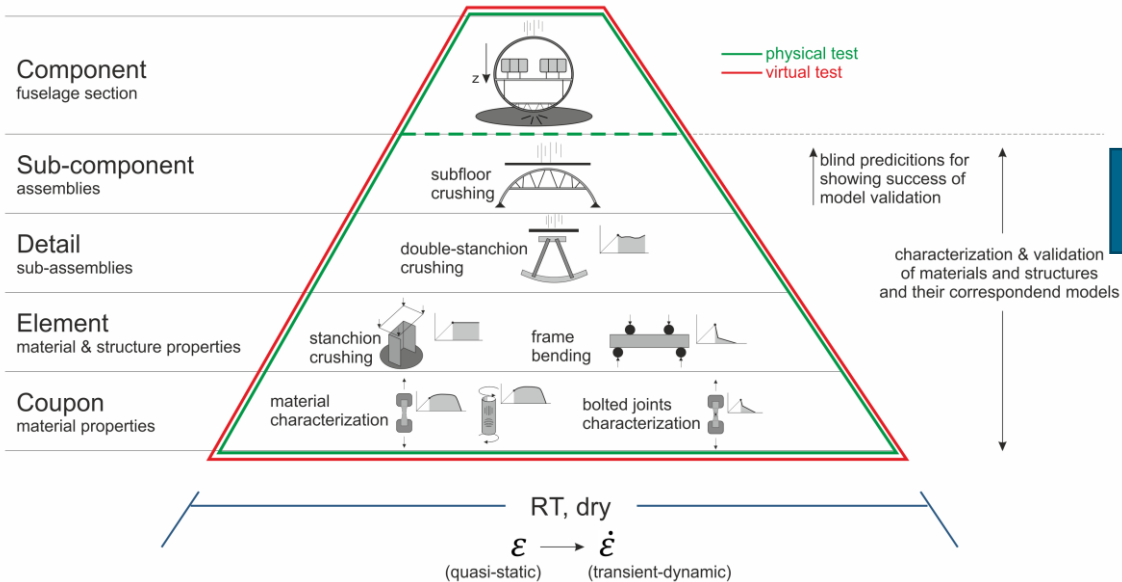 Component
fuselage section
z
physical test
virtual test
Sub-component
assemblies
subfloor
crushing
blind predicitions for
showing success of
model validation
Detail
sub-assemblies
double-stanchion
crushing
characterization & validation
of materials and structures
and their correspondend models
Element
material & structure properties
stanchion
crushing
frame
bending
Coupon
material properties
material
characterization
bolted joints
characterization
RT, dry
ε → ε̇
(quasi-static) (transient-dynamic)